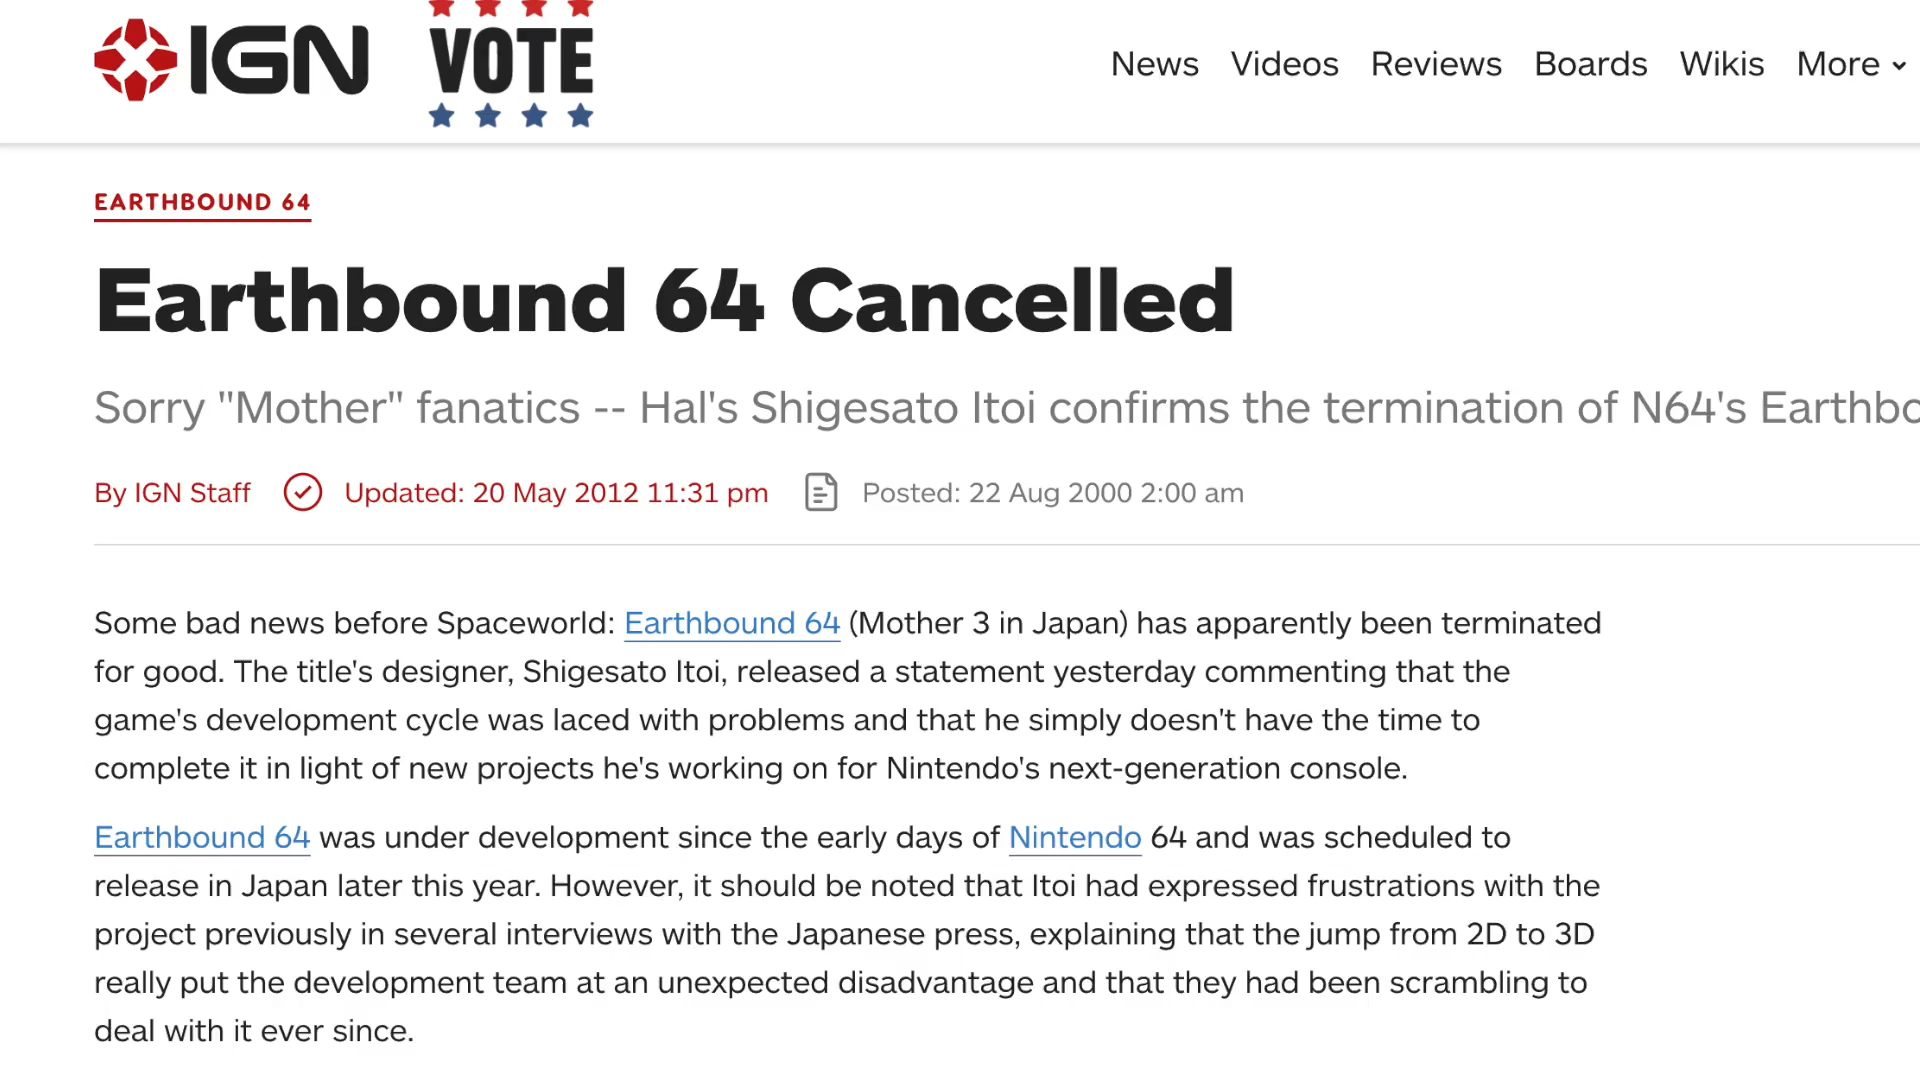 IGN VOTE
News Videos Reviews Boards Wikis More
EARTHBOUND 64
Earthbound 64 Cancelled
Sorry "Mother" fanatics -- Hal's Shigesato Itoi confirms the termination of N64's Earthbo
By IGN Staff Updated: 20 May 2012 11:31 pm Posted: 22 Aug 2000 2:00 am
Some bad news before Spaceworld: Earthbound 64 (Mother 3 in Japan) has apparently been terminated
for good. The title's designer, Shigesato Itoi, released a statement yesterday commenting that the
game's development cycle was laced with problems and that he simply doesn't have the time to
complete it in light of new projects he's working on for Nintendo's next-generation console.
Earthbound 64 was under development since the early days of Nintendo 64 and was scheduled to
release in Japan later this year. However, it should be noted that Itoi had expressed frustrations with the
project previously in several interviews with the Japanese press, explaining that the jump from 2D to 3D
really put the development team at an unexpected disadvantage and that they had been scrambling to
deal with it ever since.